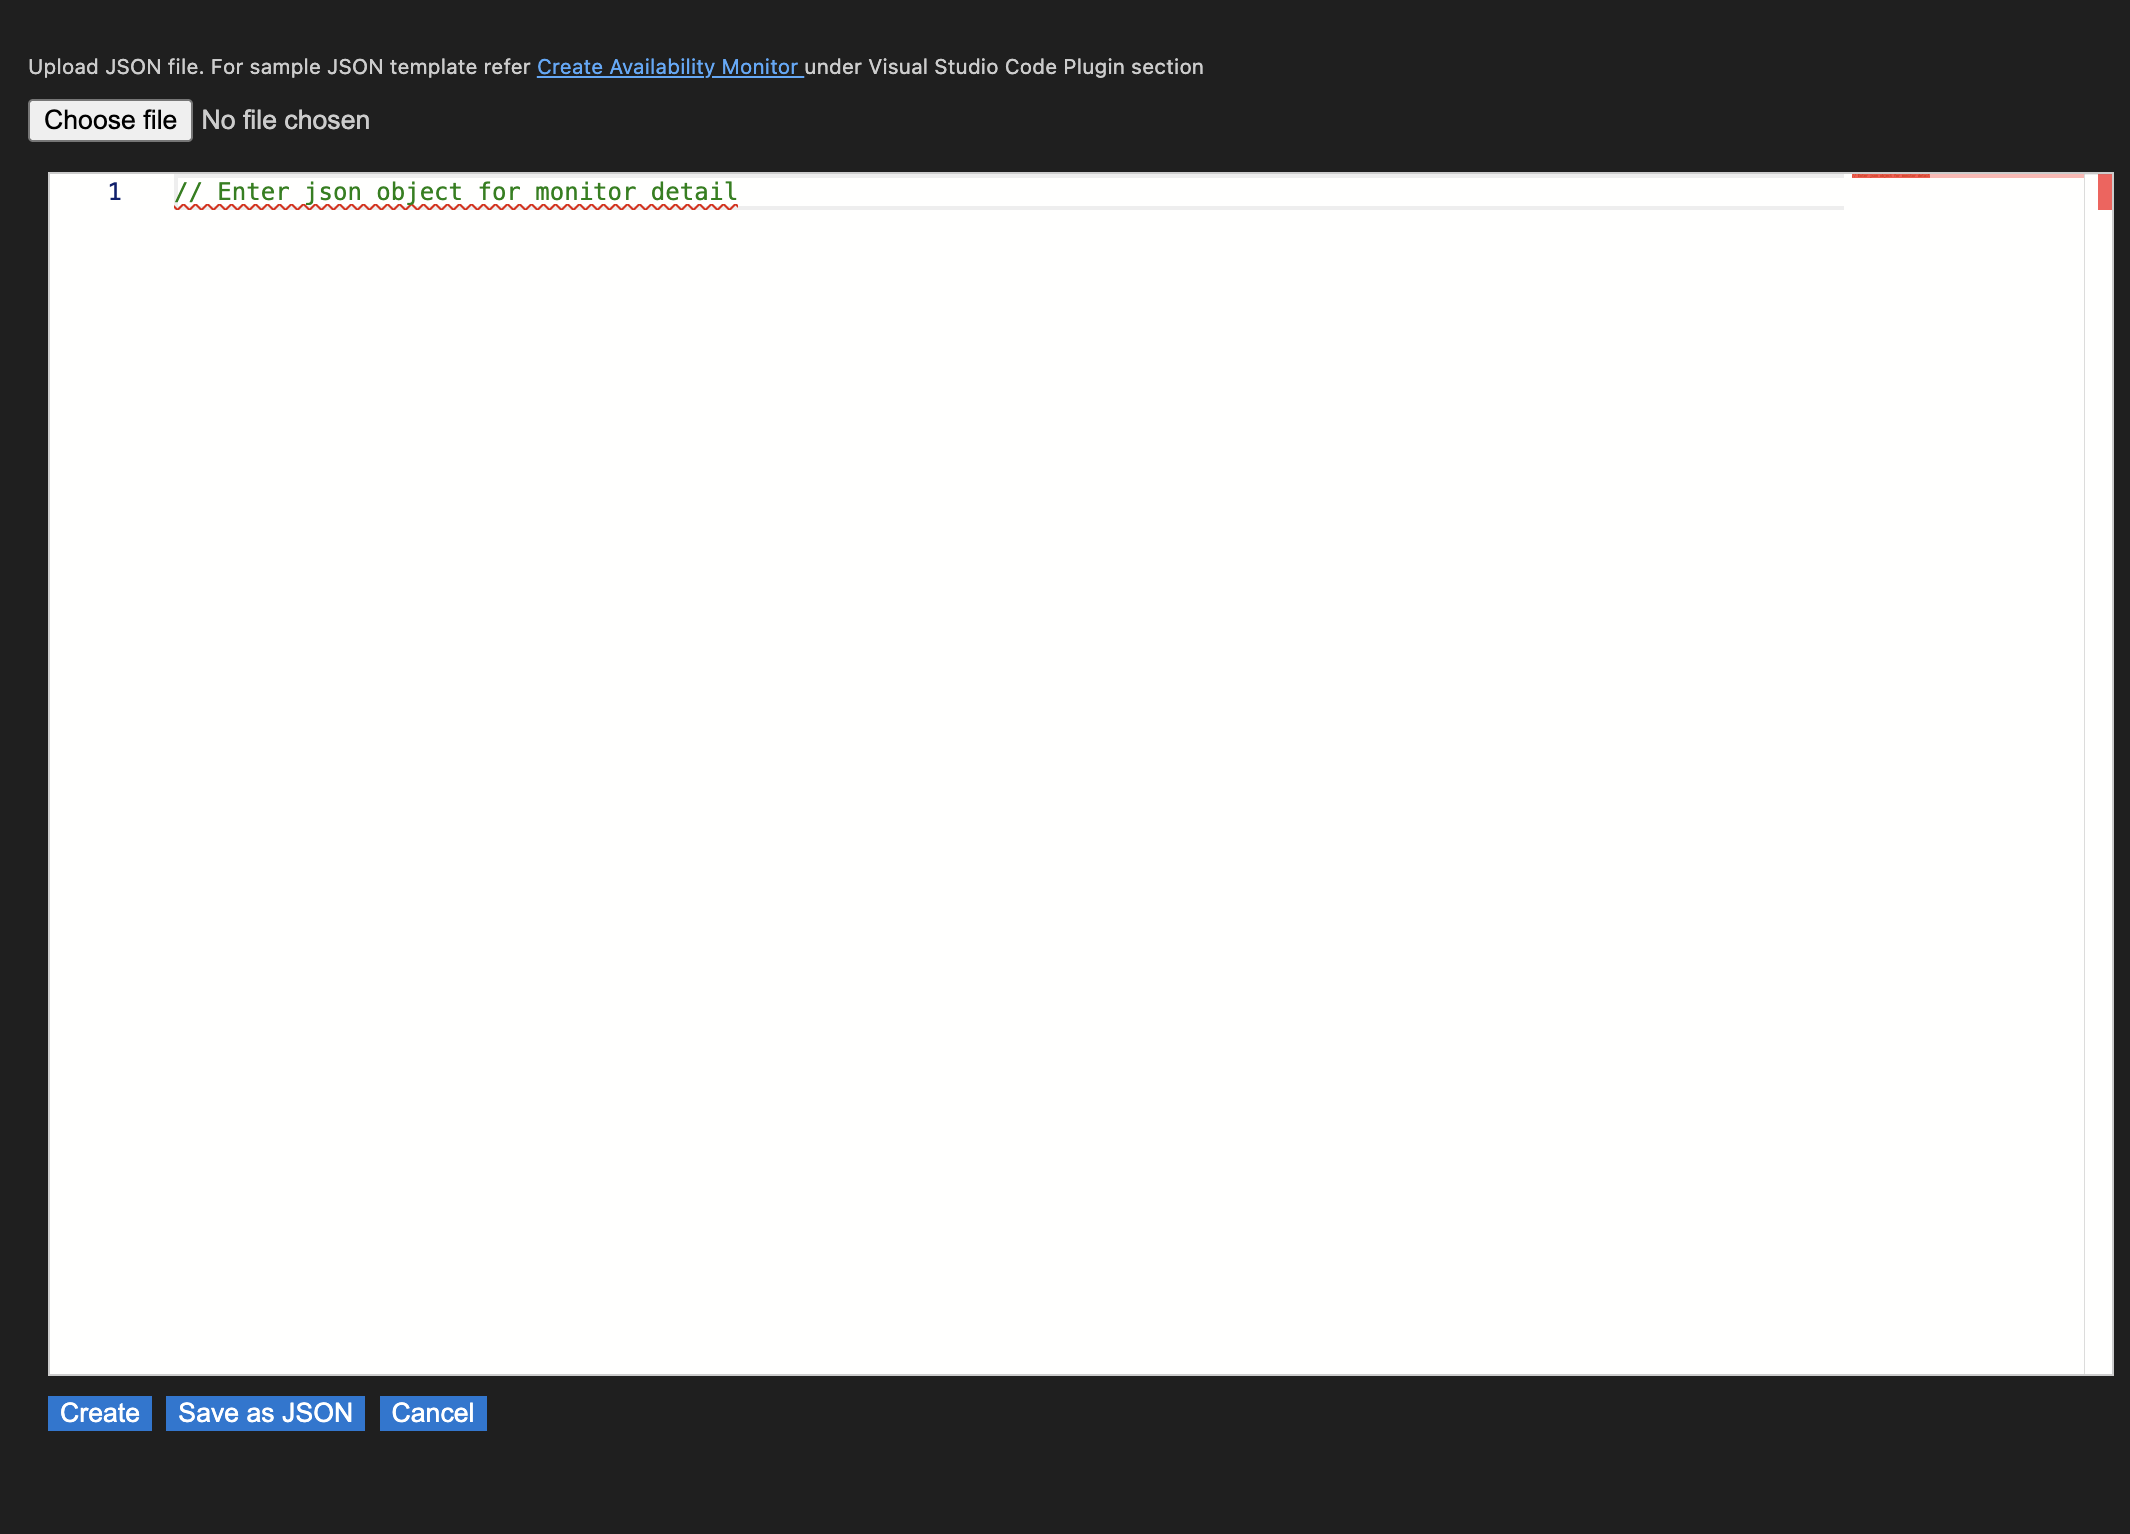 Upload JSON file. For sample JSON template refer Create Availability Monitor under Visual Studio Code Plugin section
Choose file No file chosen
1 // Enter json object for monitor detail
Create Save as JSON Cancel